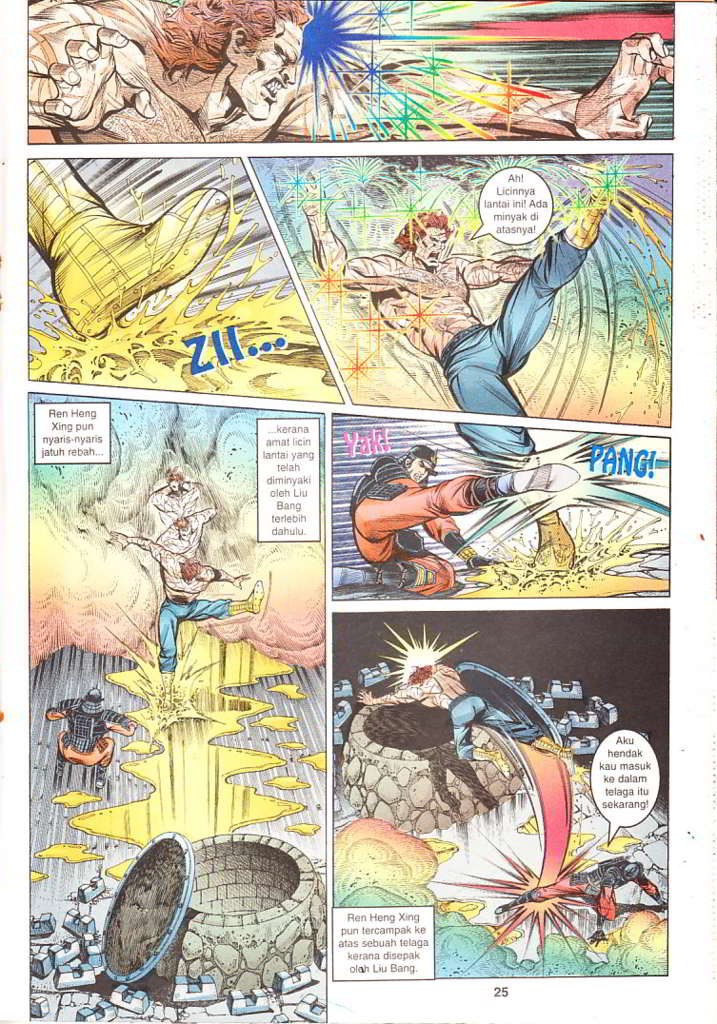 Ah!
Licinnya
lantai ini! Ada
minyak di
atasnya!
ZII...
Ren Heng
Xing pun
nyaris-nyaris
jatuh rebah...
...kerana
amat licin
lantai yang
telah
diminyaki
oleh Liu
Bang
terlebih
dahulu.
YAK!
PANG!
Aku
hendak
kau masuk
ke dalam
telaga itu
sekarang!
Ren Heng Xing
pun tercampak ke
atas sebuah telaga
kerana disepak
oleh Liu Bang.
25